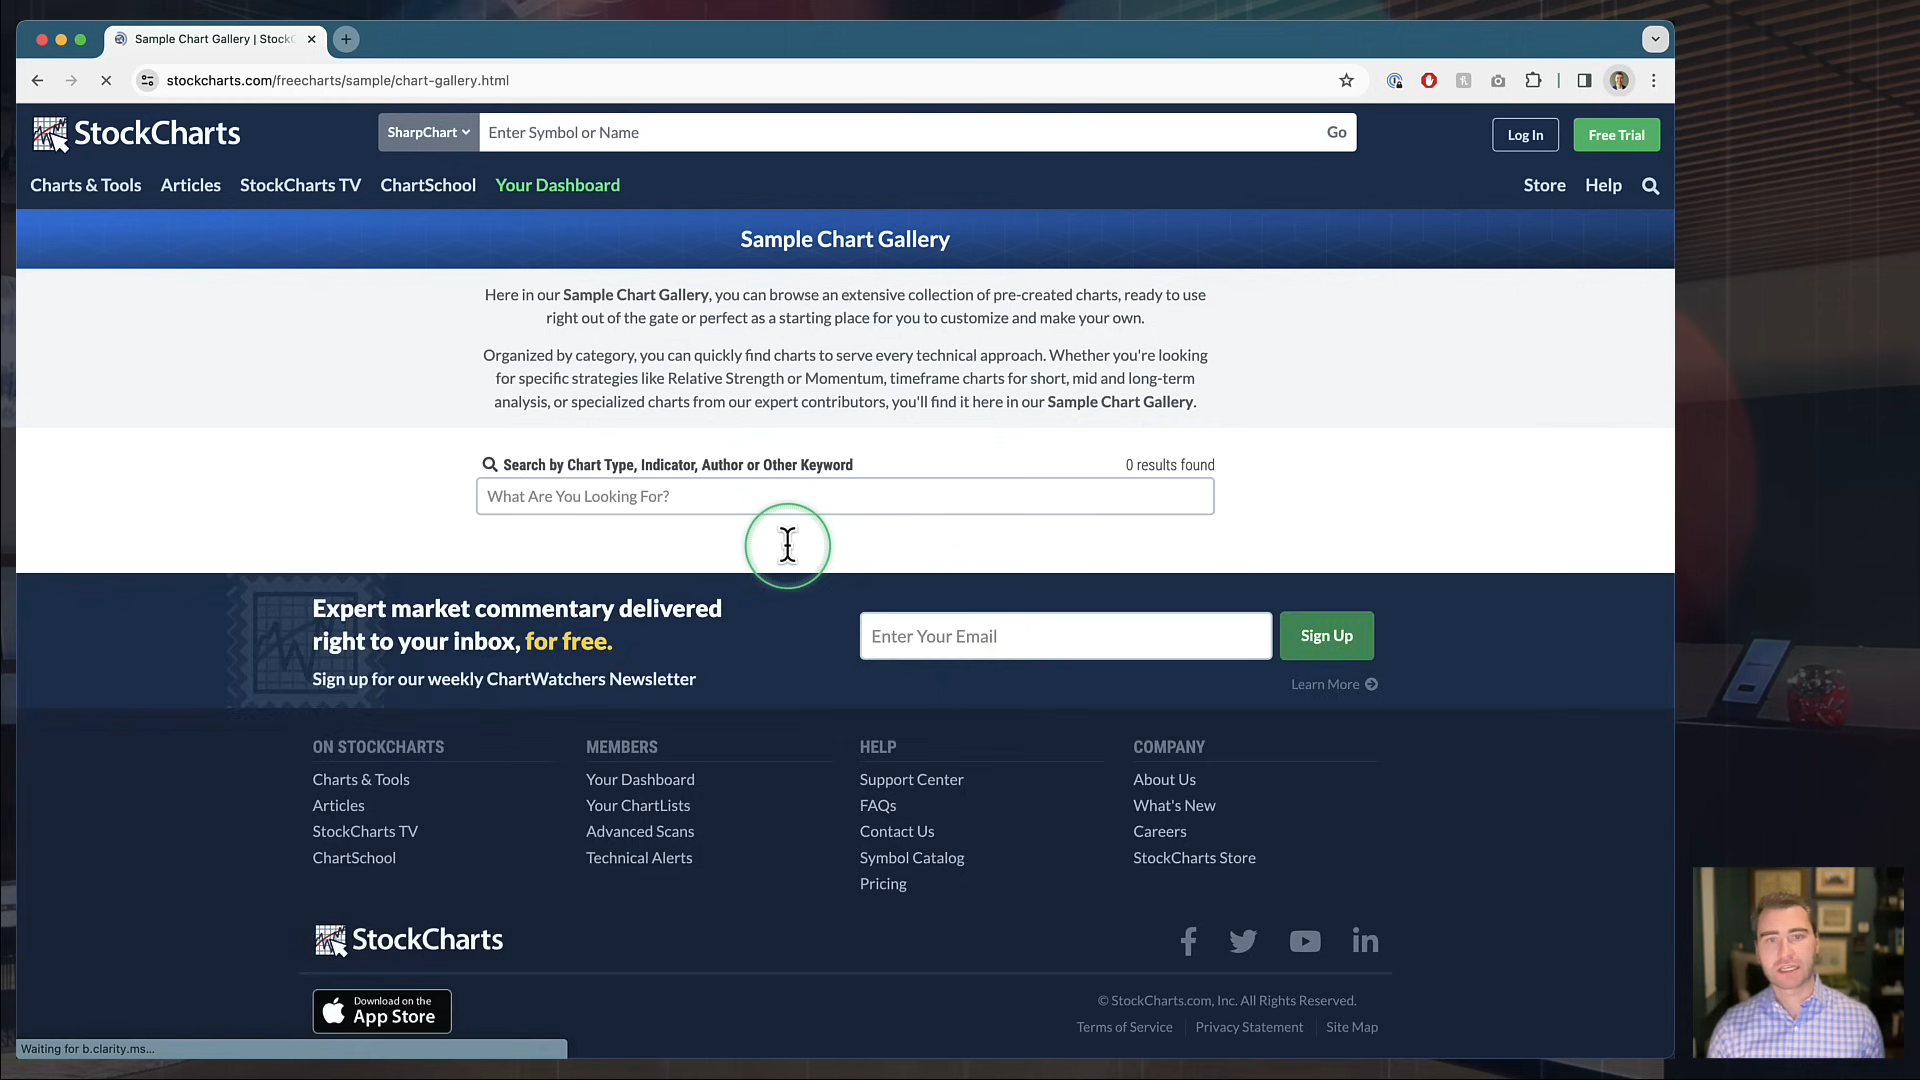 Sample Chart Gallery | StockC
stockcharts.com/freecharts/sample/chart-gallery.html
StockCharts
SharpChart
Enter Symbol or Name
Go
Log In
Free Trial
Charts & Tools
Articles
StockCharts TV
ChartSchool
Your Dashboard
Store
Help
Sample Chart Gallery
Here in our Sample Chart Gallery, you can browse an extensive collection of pre-created charts, ready to use
right out of the gate or perfect as a starting place for you to customize and make your own.
Organized by category, you can quickly find charts to serve every technical approach. Whether you're looking
for specific strategies like Relative Strength or Momentum, timeframe charts for short, mid and long-term
analysis, or specialized charts from our expert contributors, you'll find it here in our Sample Chart Gallery.
Search by Chart Type, Indicator, Author or Other Keyword
0 results found
What Are You Looking For?
Expert market commentary delivered
right to your inbox, for free.
Sign up for our weekly ChartWatchers Newsletter
Enter Your Email
Sign Up
Learn More
ON STOCKCHARTS
Charts & Tools
Articles
StockCharts TV
ChartSchool
MEMBERS
Your Dashboard
Your ChartLists
Advanced Scans
Technical Alerts
HELP
Support Center
FAQs
Contact Us
Symbol Catalog
Pricing
COMPANY
About Us
What's New
Careers
StockCharts Store
StockCharts
Download on the
App Store
© StockCharts.com, Inc. All Rights Reserved.
Terms of Service
Privacy Statement
Site Map
Waiting for b.clarity.ms...